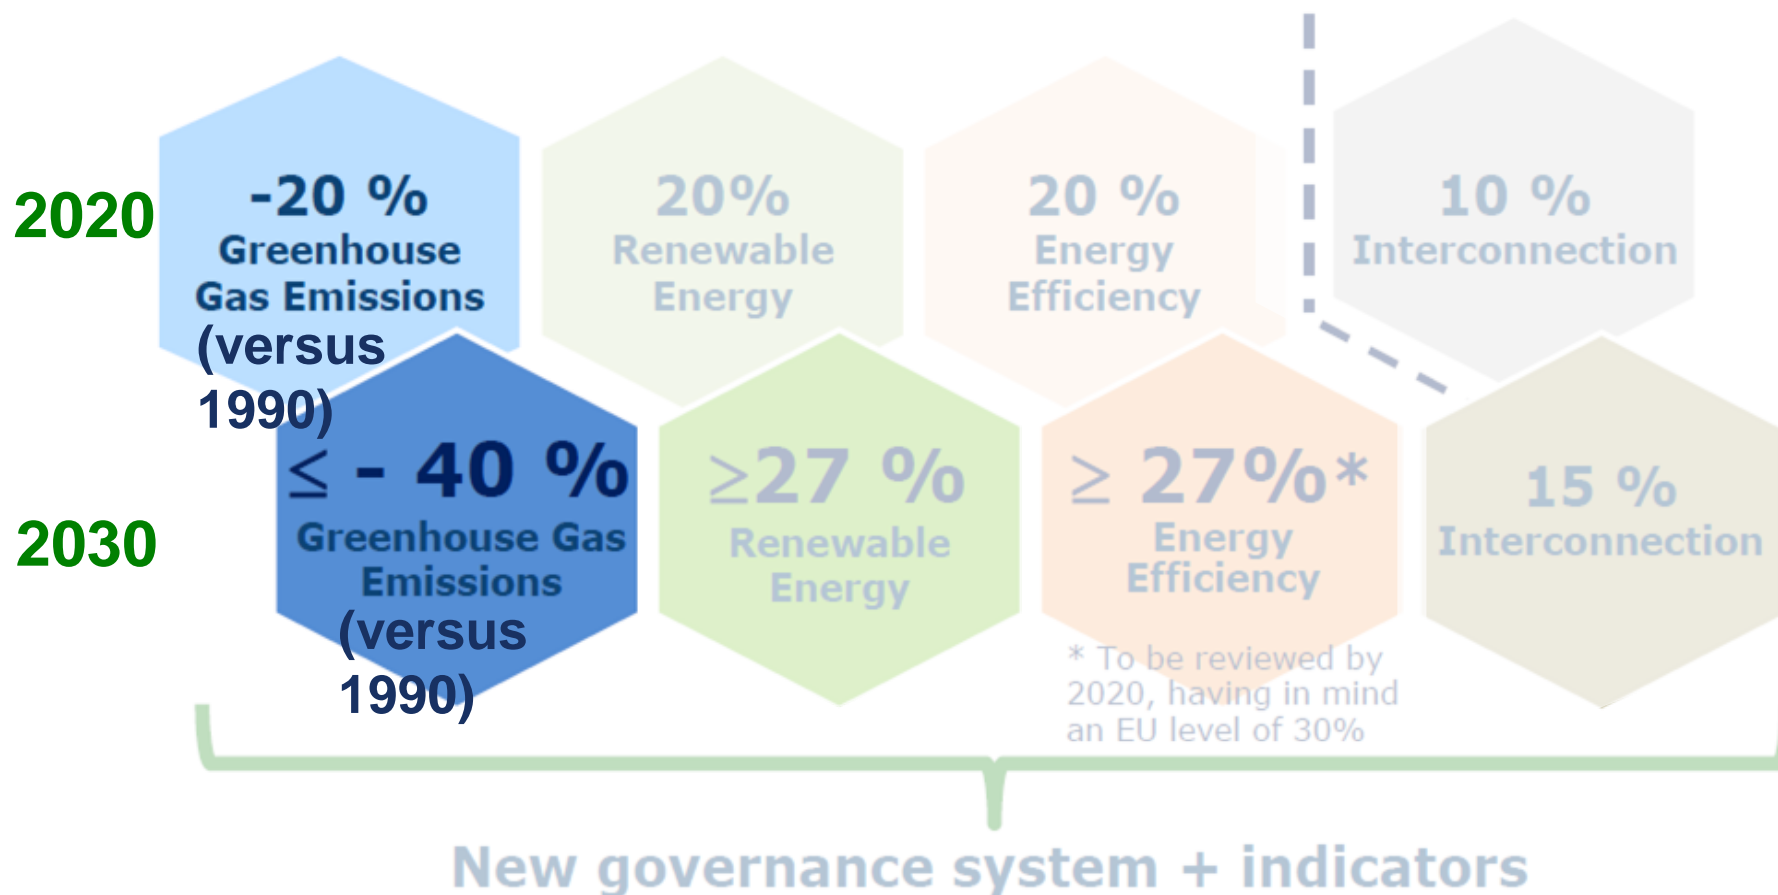 2020
-20 %
Greenhouse
Gas Emissions
(versus
1990)
20%
Renewable
Energy
20 %
Energy
Efficiency
10 %
Interconnection
2030
≤ - 40 %
Greenhouse Gas
Emissions
(versus
1990)
≥27 %
Renewable
Energy
≥ 27%*
Energy
Efficiency
* To be reviewed by
2020, having in mind
an EU level of 30%
15 %
Interconnection
New governance system + indicators